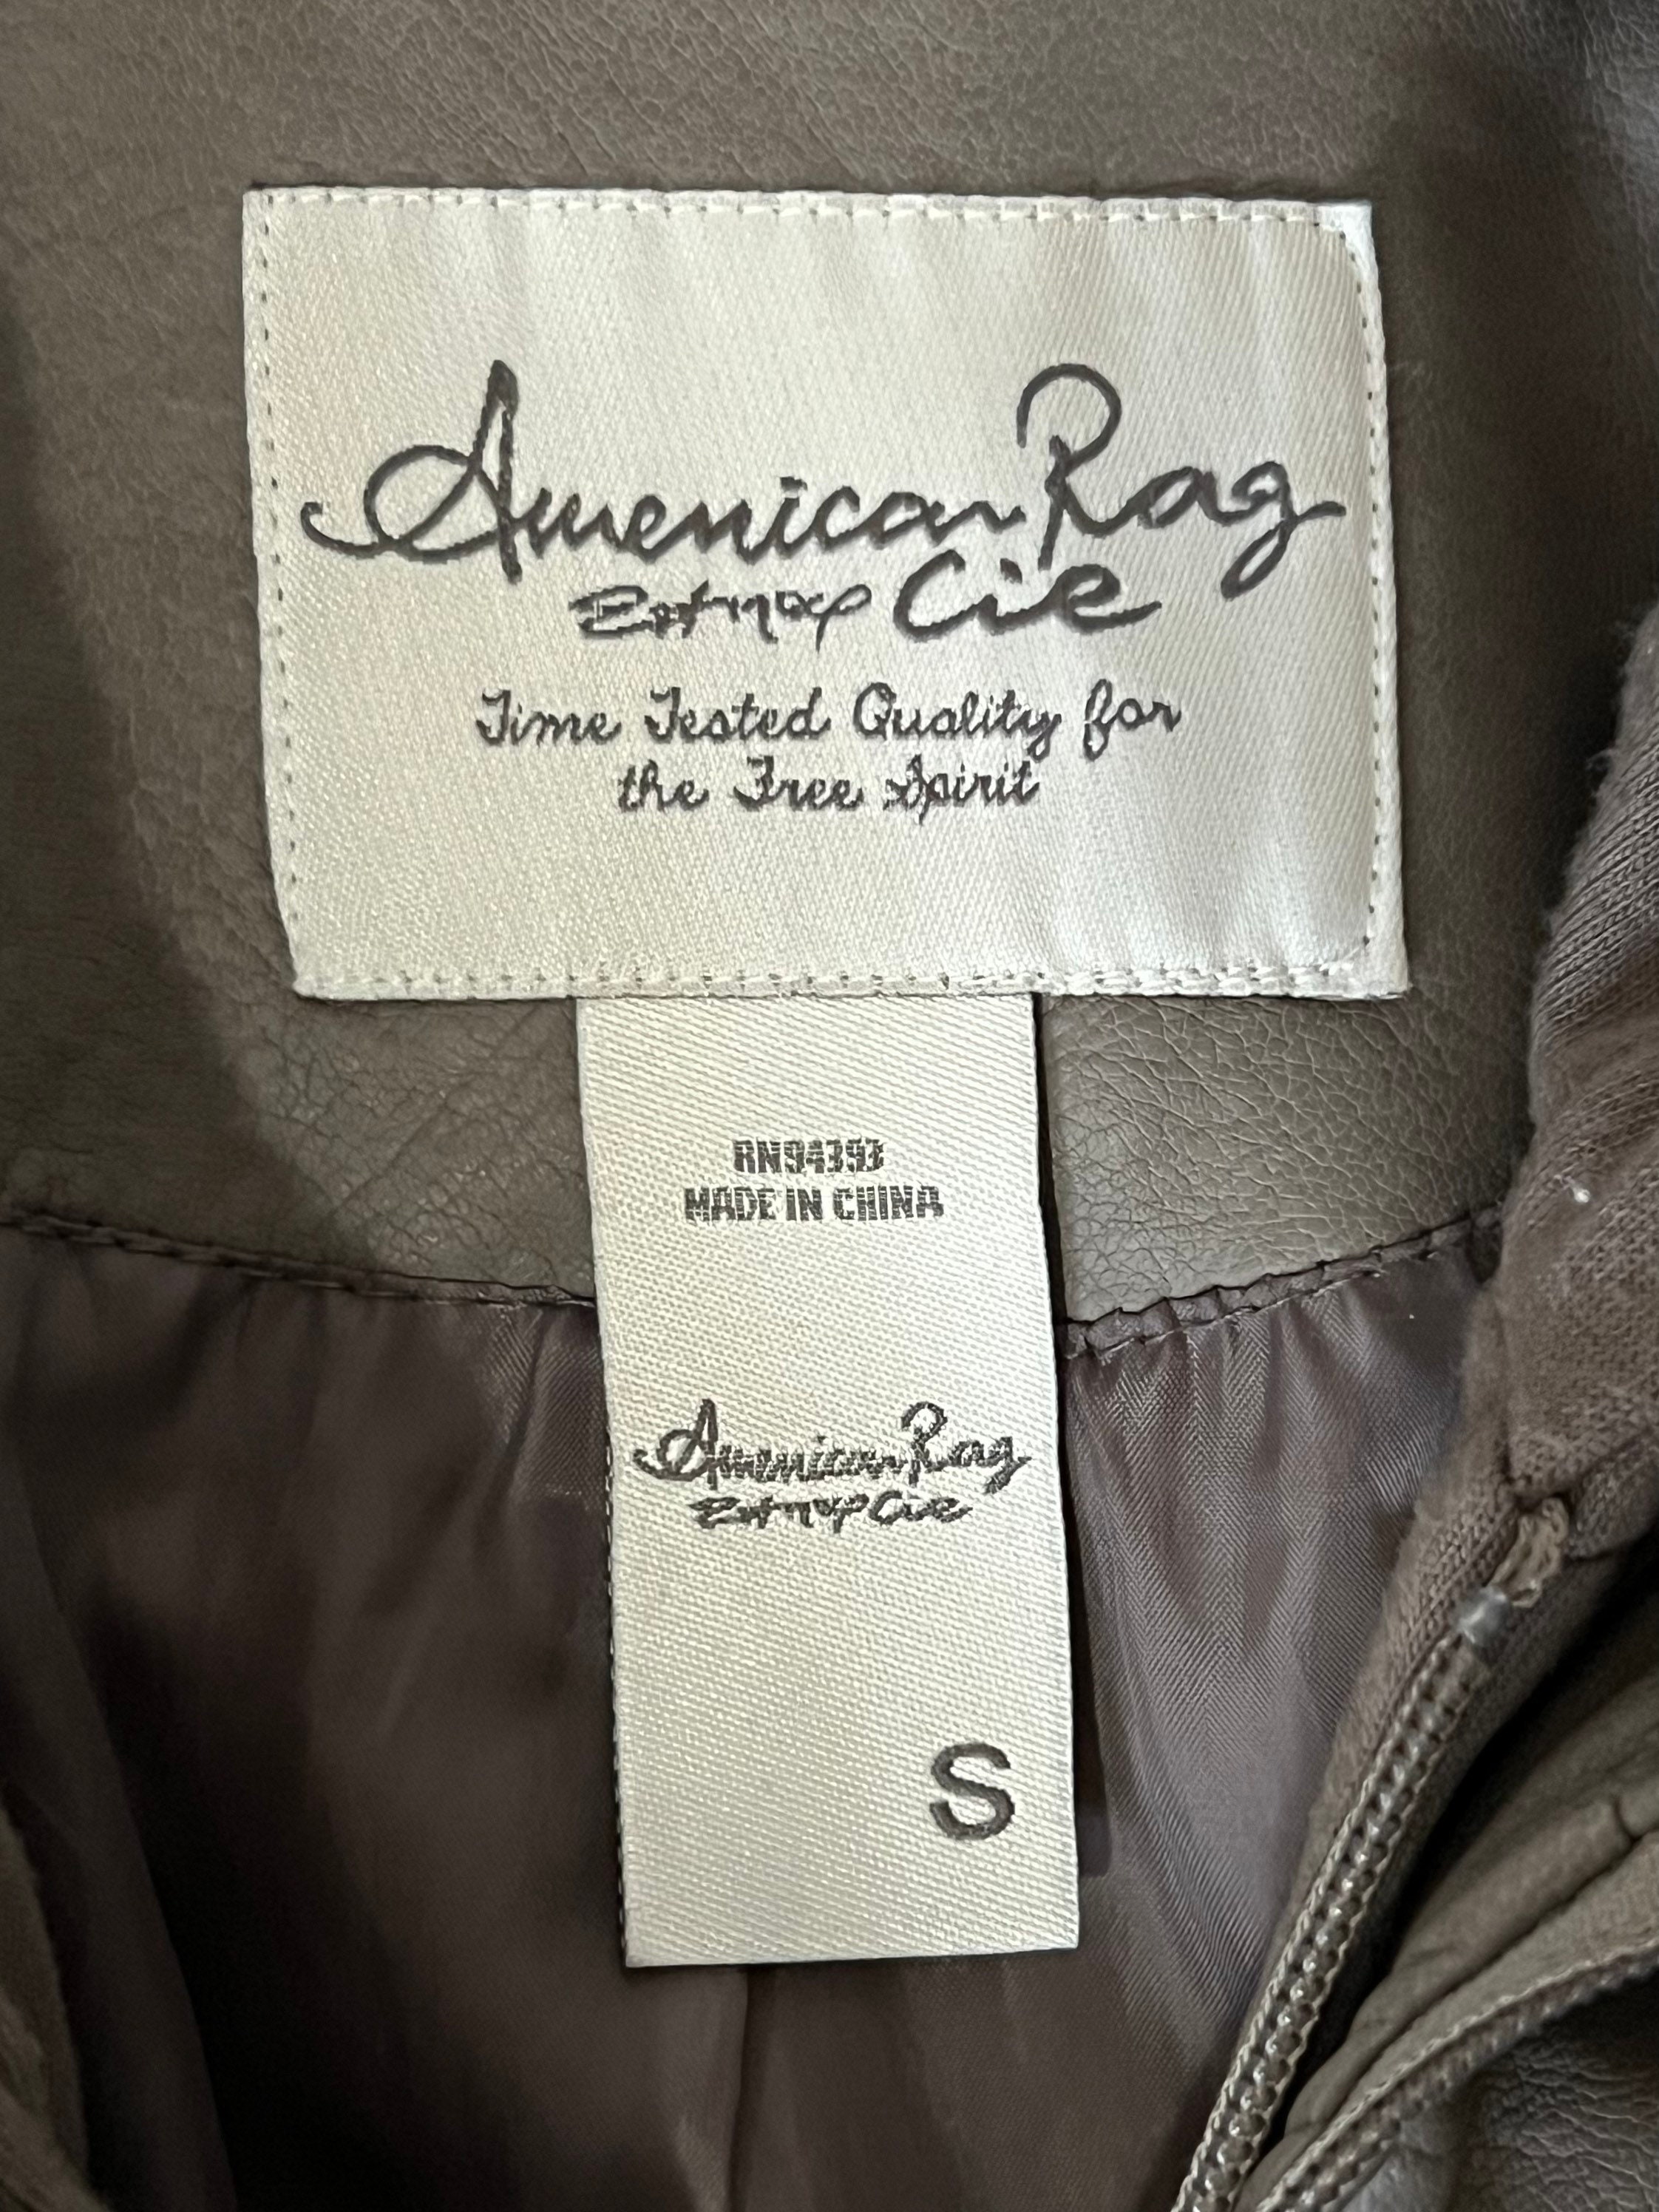 American Rag
Cie
Time Tested Quality for
the Free Spirit
RN94393
MADE IN CHINA
American Rag
Cie
S